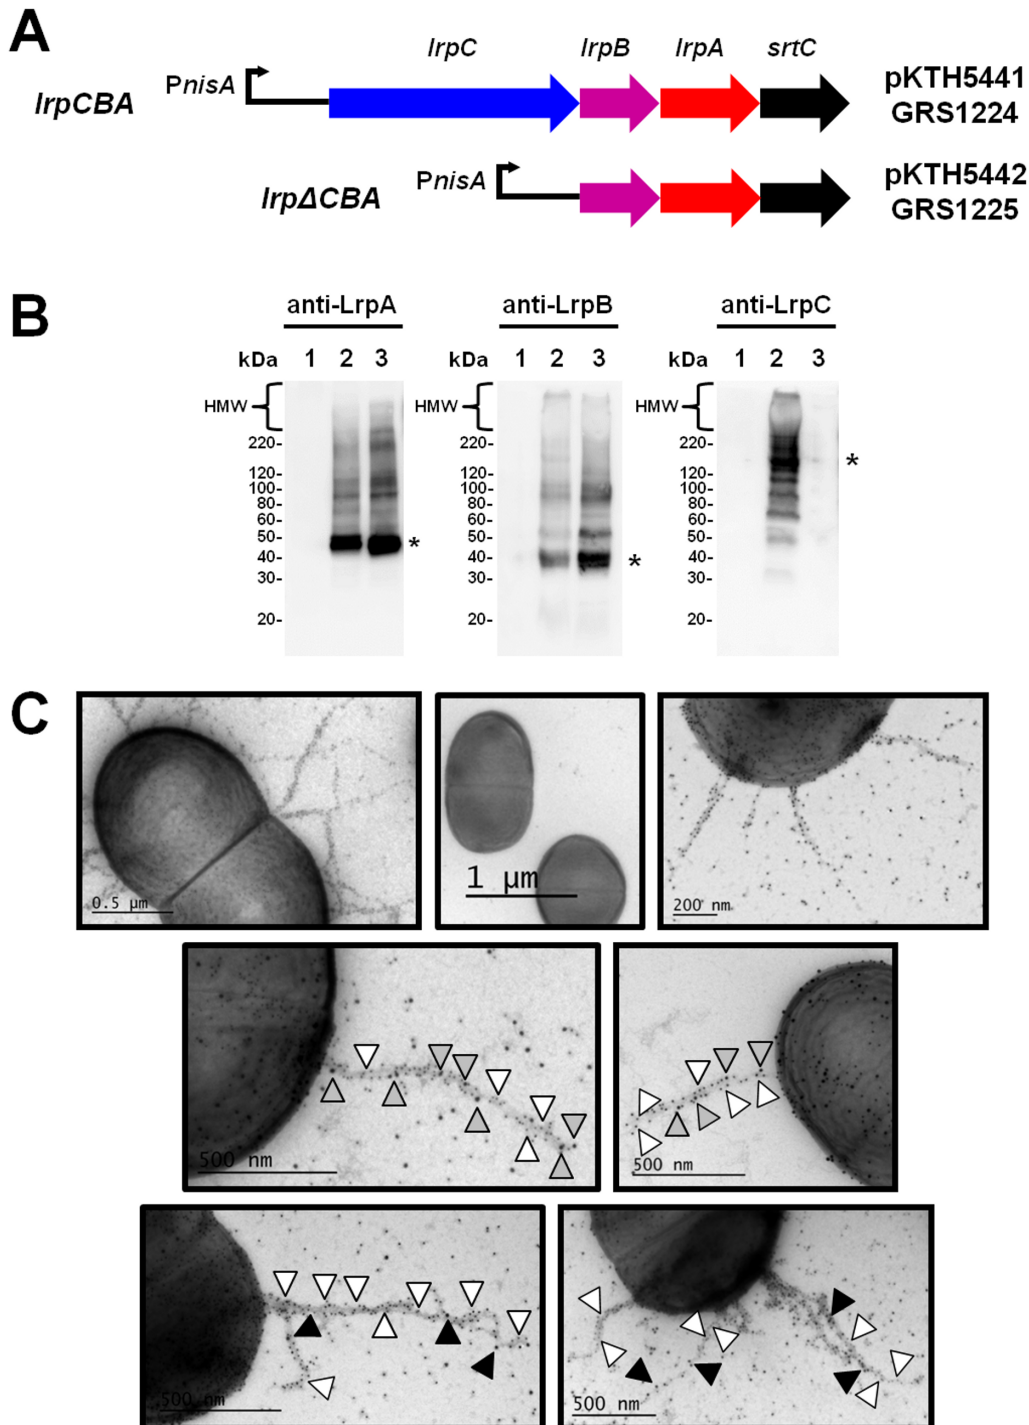 A
lrpC lrpB lrpA srtC
PnisA
lrpCBA
pKTH5441
GRS1224
PnisA
lrpΔCBA
pKTH5442
GRS1225
B
anti-LrpA anti-LrpB anti-LrpC
kDa 1 2 3 kDa 1 2 3 kDa 1 2 3
HMW HMW HMW
220- 220- 220-
* 
120- 120- 120-
100- 100- 100-
80- 80- 80-
60- 60- 60-
50- 50- 50-
*
40- 40- 40-
*
30- 30- 30-
20- 20- 20-
C
0.5 µm
1 µm
200 nm
500 nm
500 nm
500 nm
500 nm